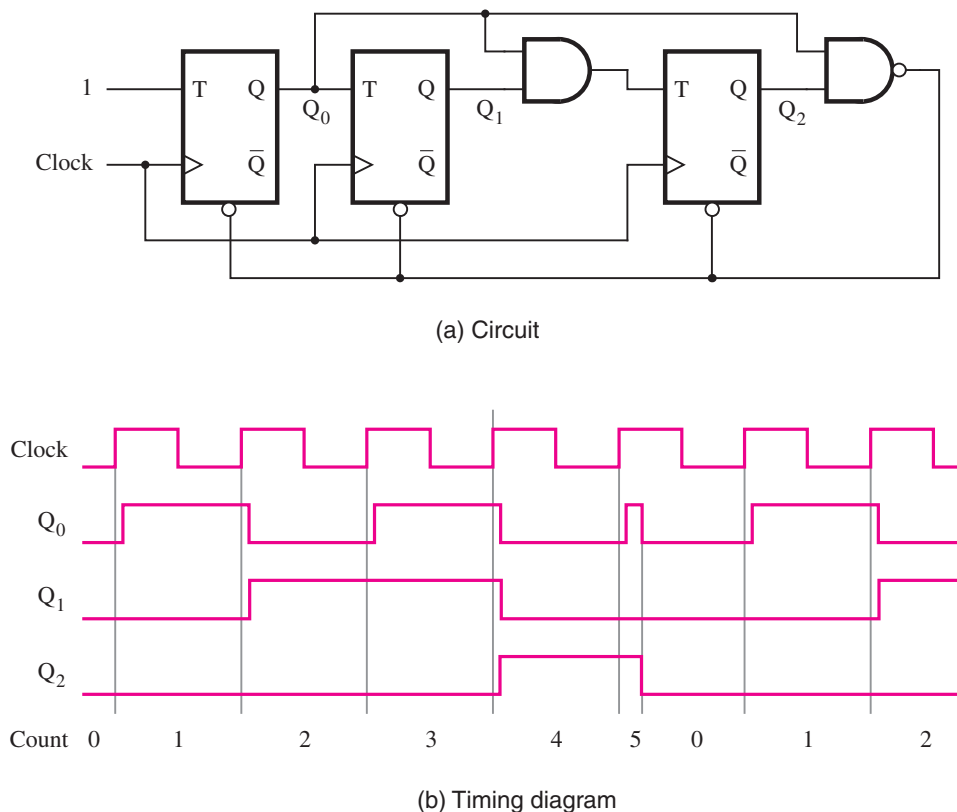 1 T Q T Q T Q
Q₀ Q₁ Q₂
Clock Q̅ Q̅ Q̅
(a) Circuit
Clock
Q₀
Q₁
Q₂
Count 0 1 2 3 4 5 0 1 2
(b) Timing diagram